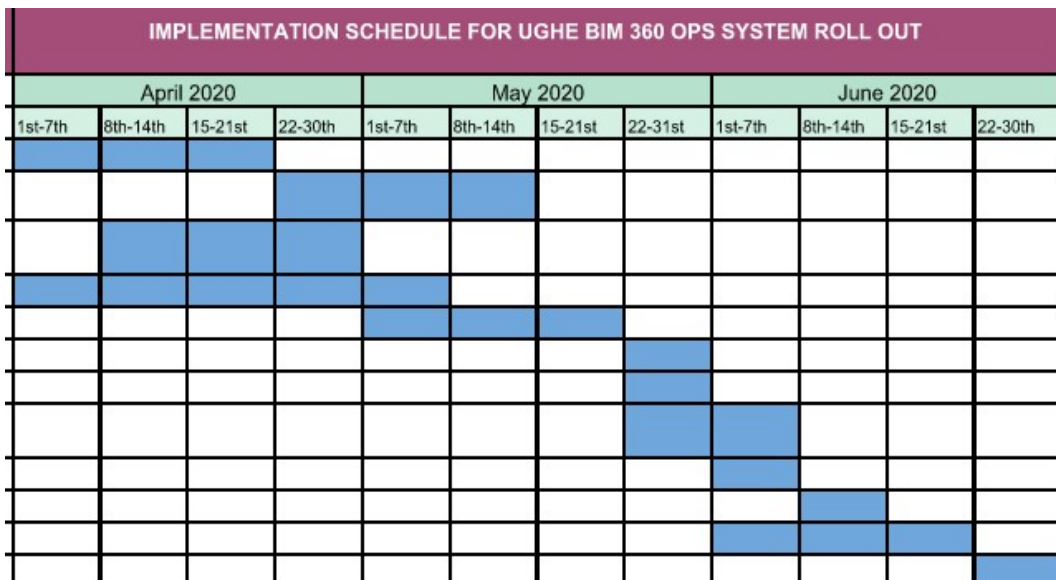 IMPLEMENTATION SCHEDULE FOR UGHE BIM 360 OPS SYSTEM ROLL OUT
April 2020 May 2020 June 2020
1st-7th 8th-14th 15-21st 22-30th 1st-7th 8th-14th 15-21st 22-31st 1st-7th 8th-14th 15-21st 22-30th